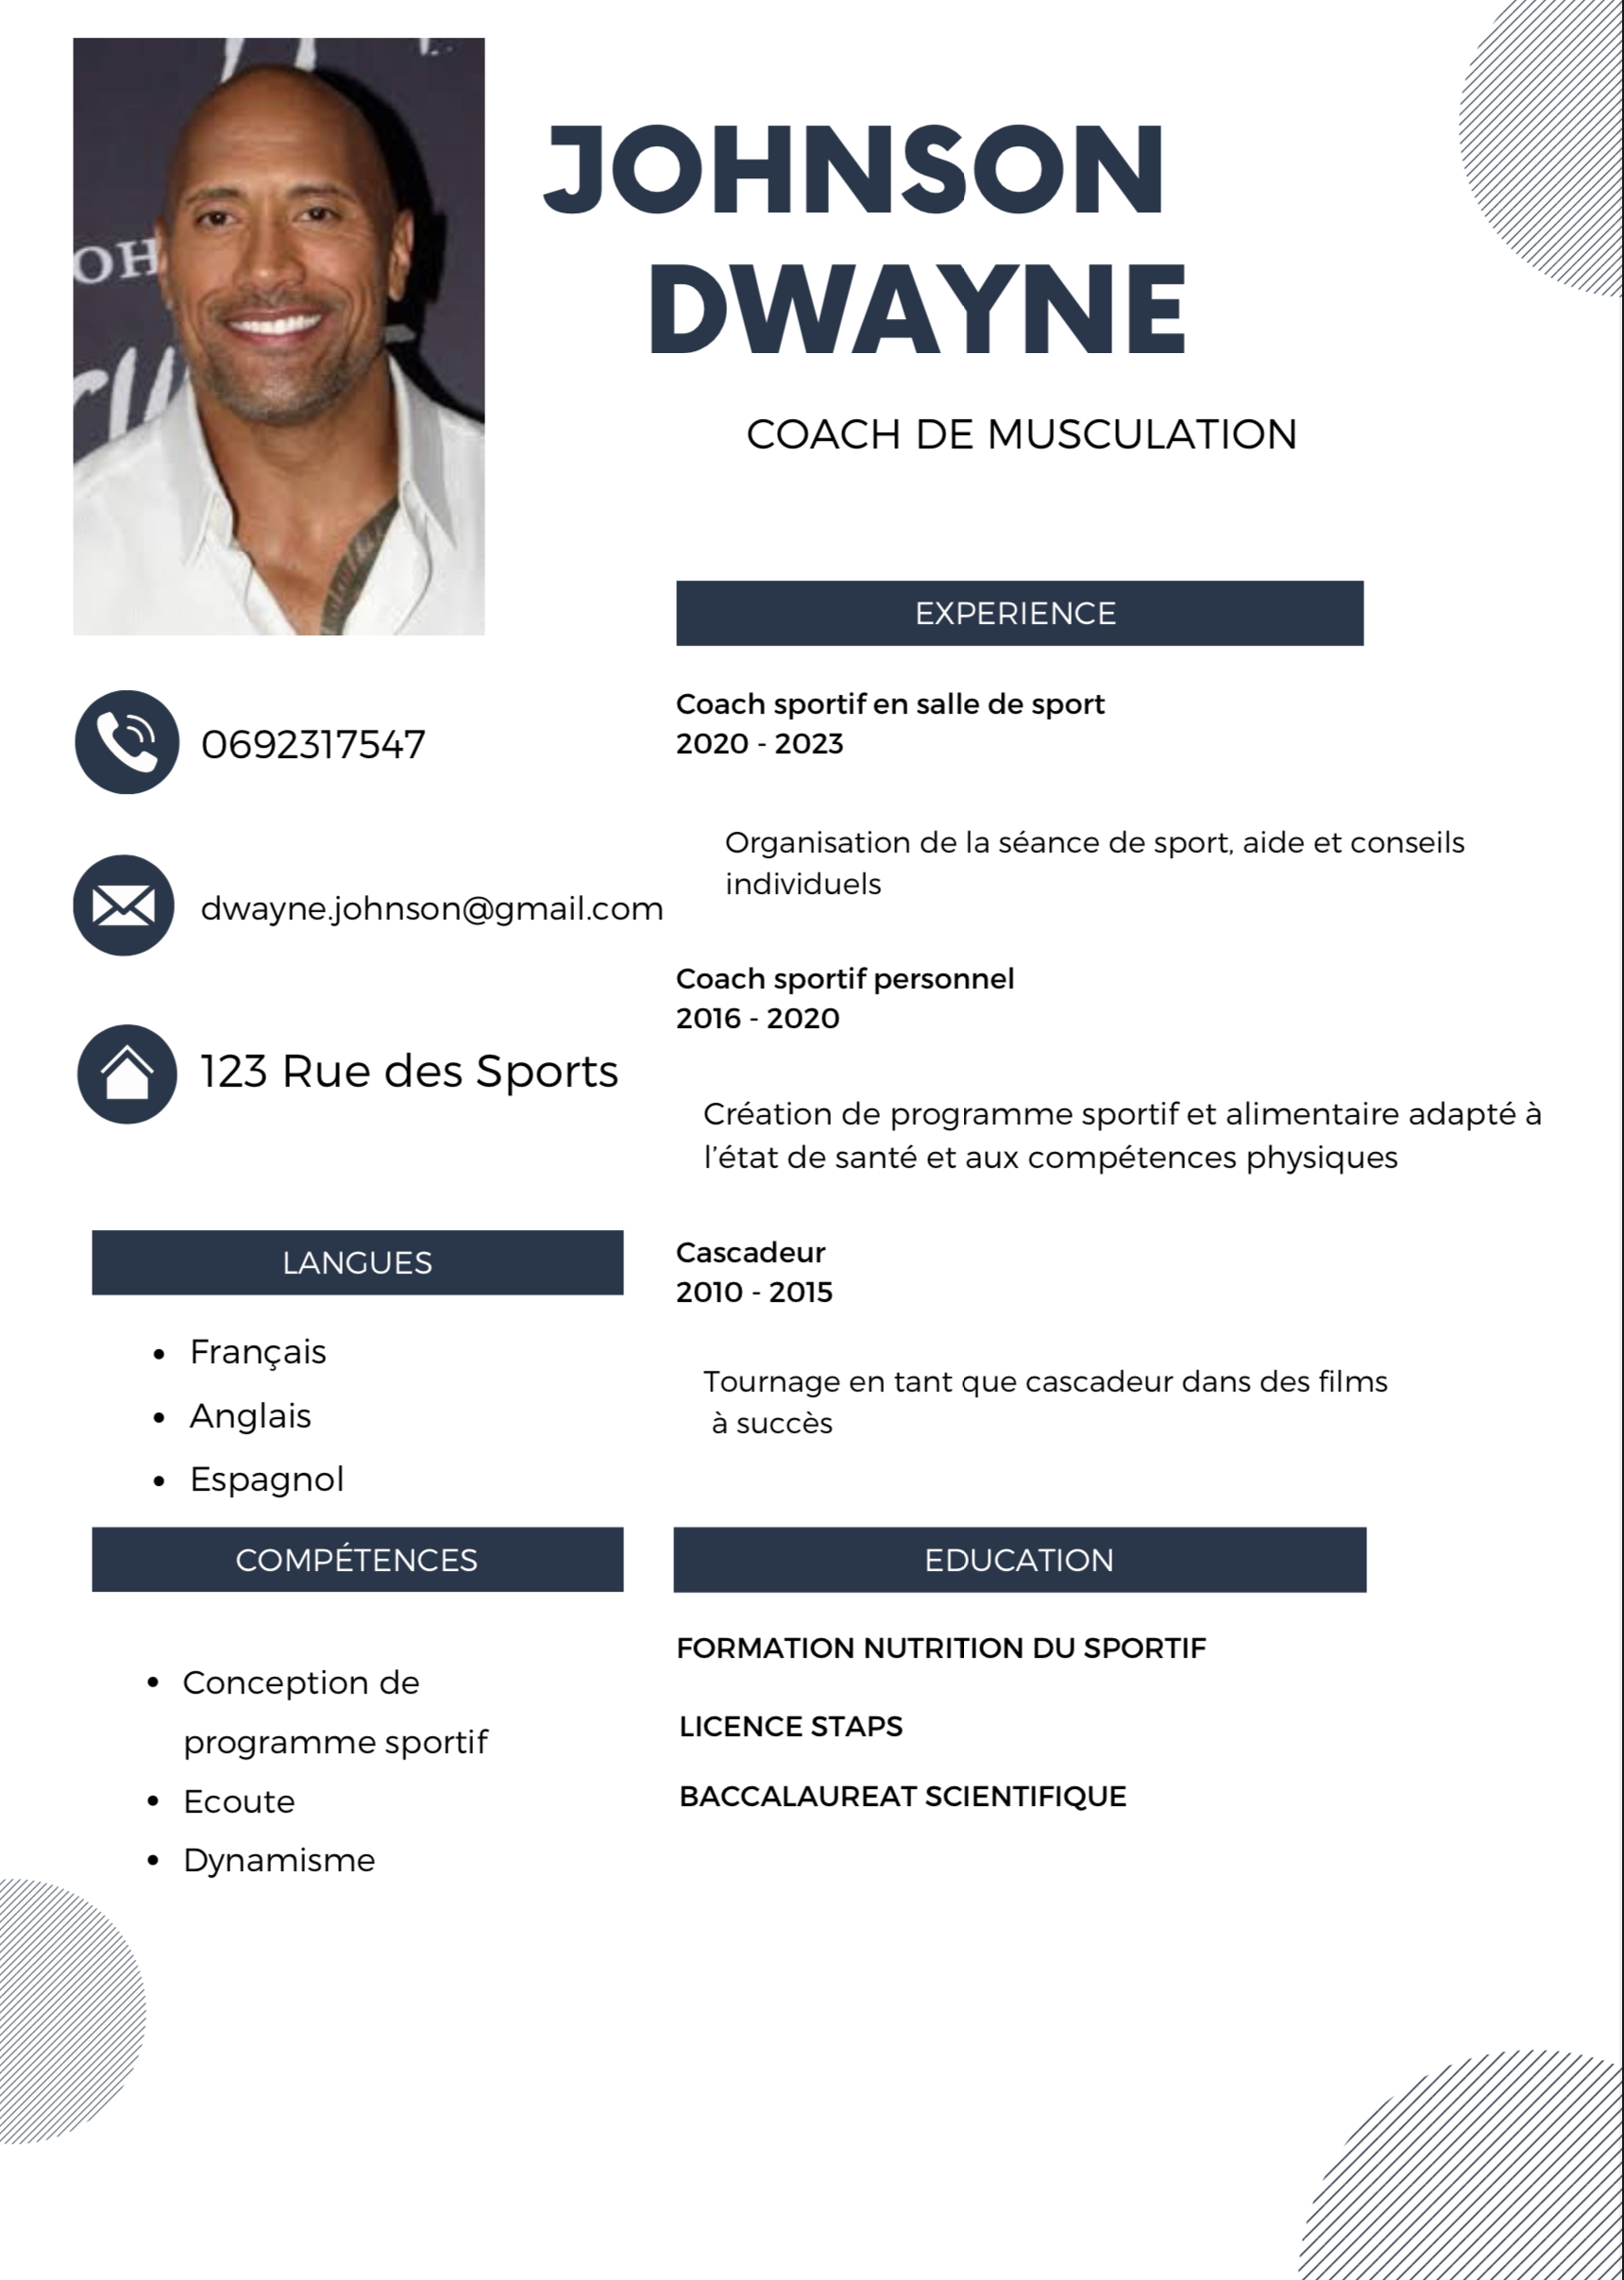 OH
JOHNSON
DWAYNE
COACH DE MUSCULATION
0692317547
dwayne.johnson@gmail.com
123 Rue des Sports
LANGUES
Français
Anglais
Espagnol
COMPÉTENCES
Conception de
programme sportif
Ecoute
Dynamisme
EXPERIENCE
Coach sportif en salle de sport
2020 - 2023
Organisation de la séance de sport, aide et conseils
individuels
Coach sportif personnel
2016 - 2020
Création de programme sportif et alimentaire adapté à
l'état de santé et aux compétences physiques
Cascadeur
2010 - 2015
Tournage en tant que cascadeur dans des films
à succès
EDUCATION
FORMATION NUTRITION DU SPORTIF
LICENCE STAPS
BACCALAUREAT SCIENTIFIQUE